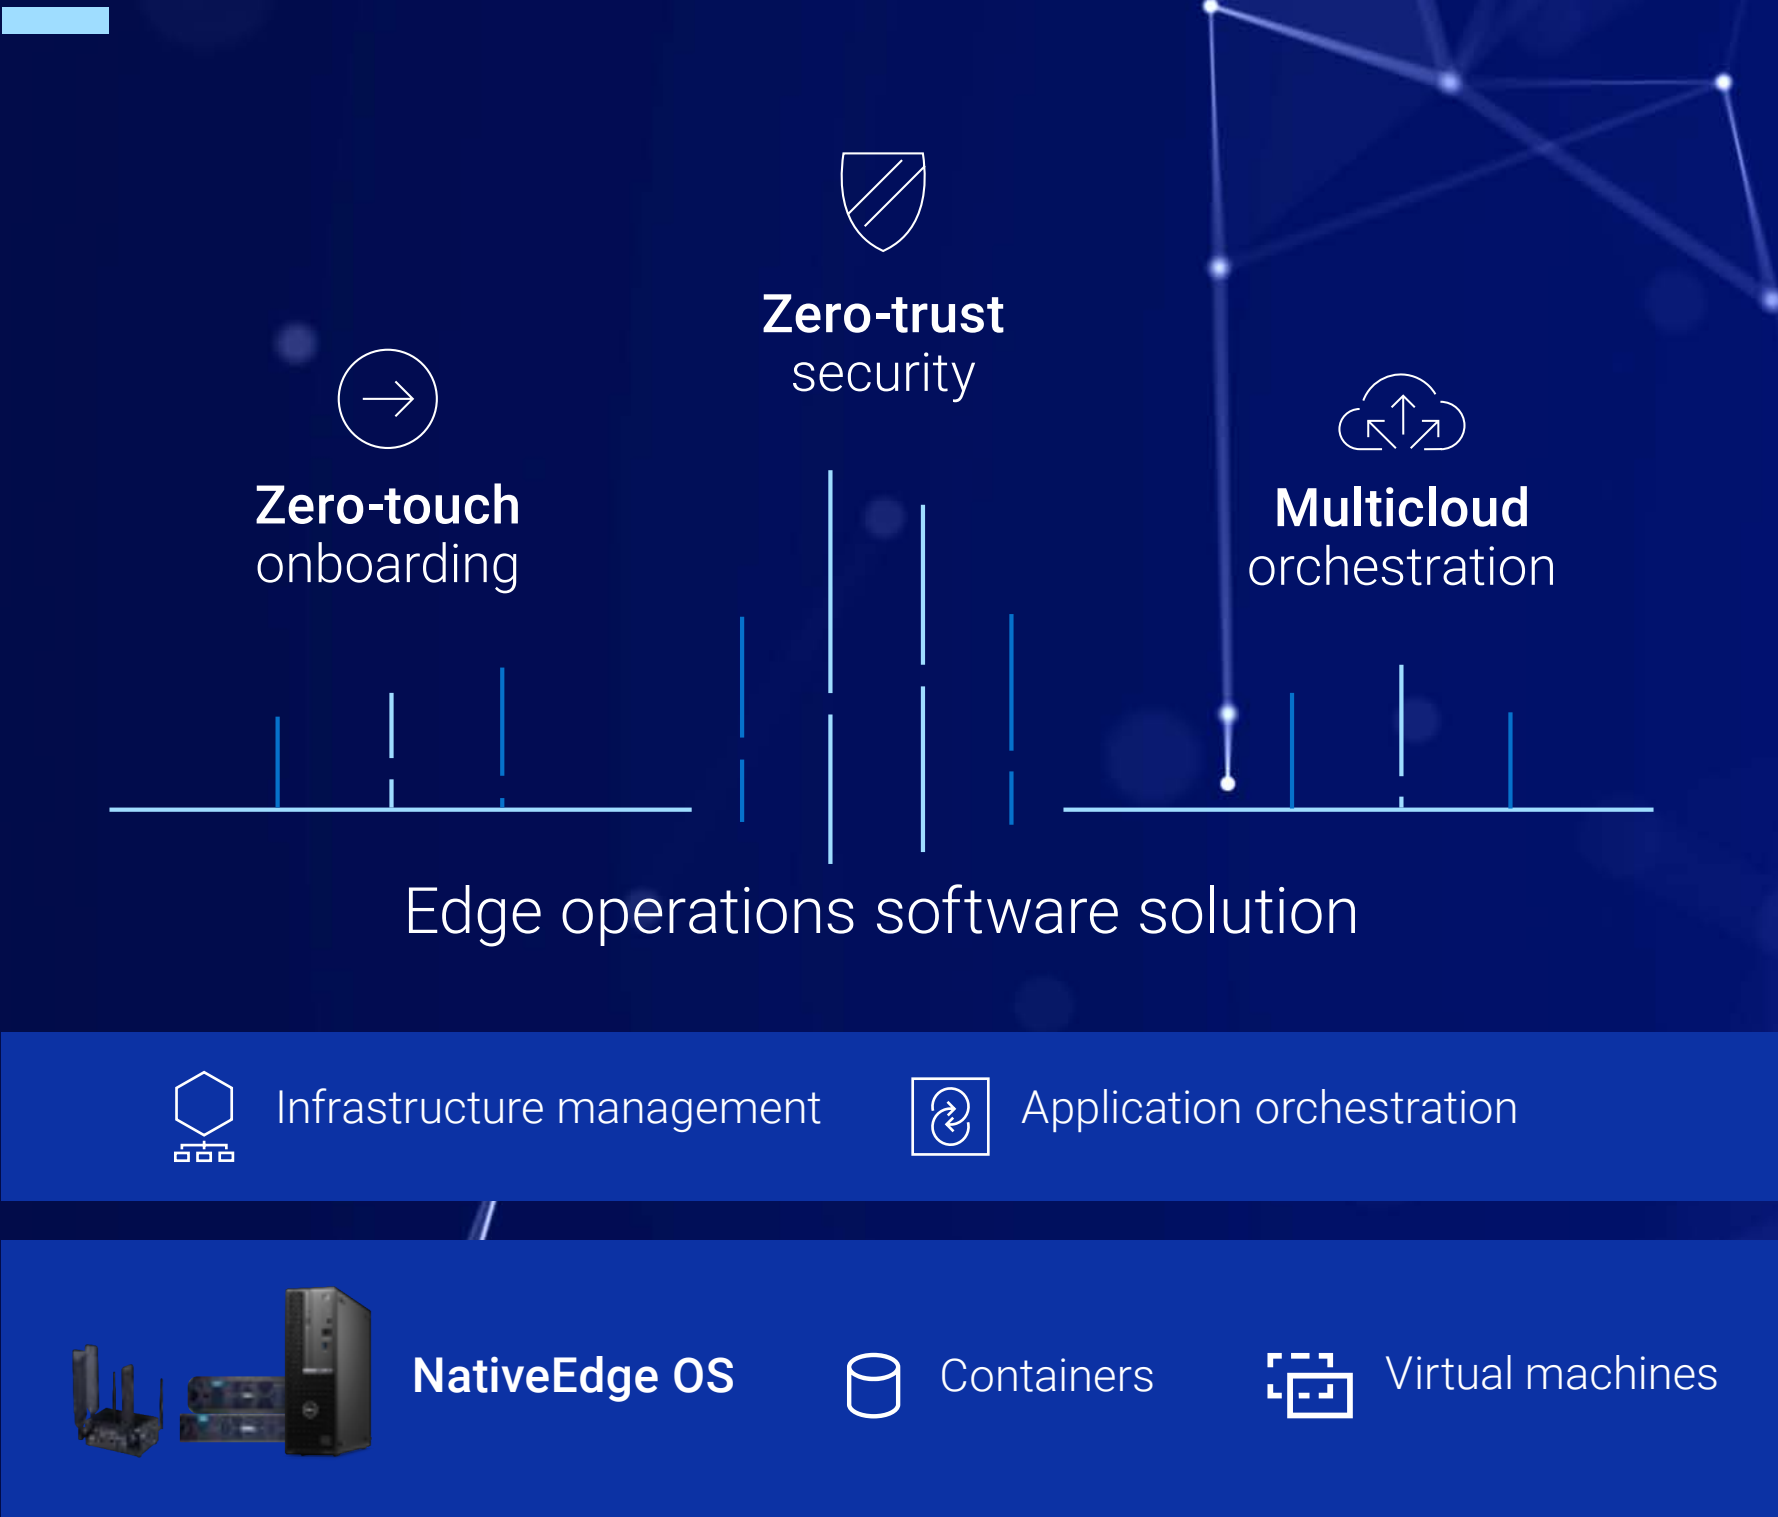 Zero-trust
security
Zero-touch
onboarding
Multicloud
orchestration
Edge operations software solution
Infrastructure management
Application orchestration
NativeEdge OS
Containers
Virtual machines